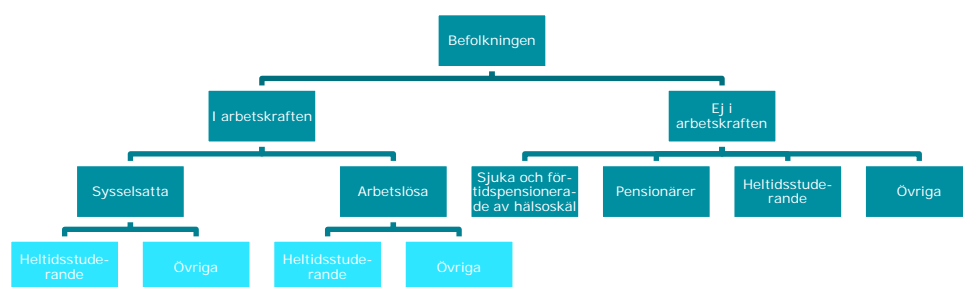 Befolkningen
I arbetskraften
Ej i
arbetskraften
Sysselsatta
Arbetslösa
Sjuka och för-
tidspensionera-
de av hälsoskäl
Pensionärer
Heltidsstude-
rande
Övriga
Heltidsstude-
rande
Övriga
Heltidsstude-
rande
Övriga